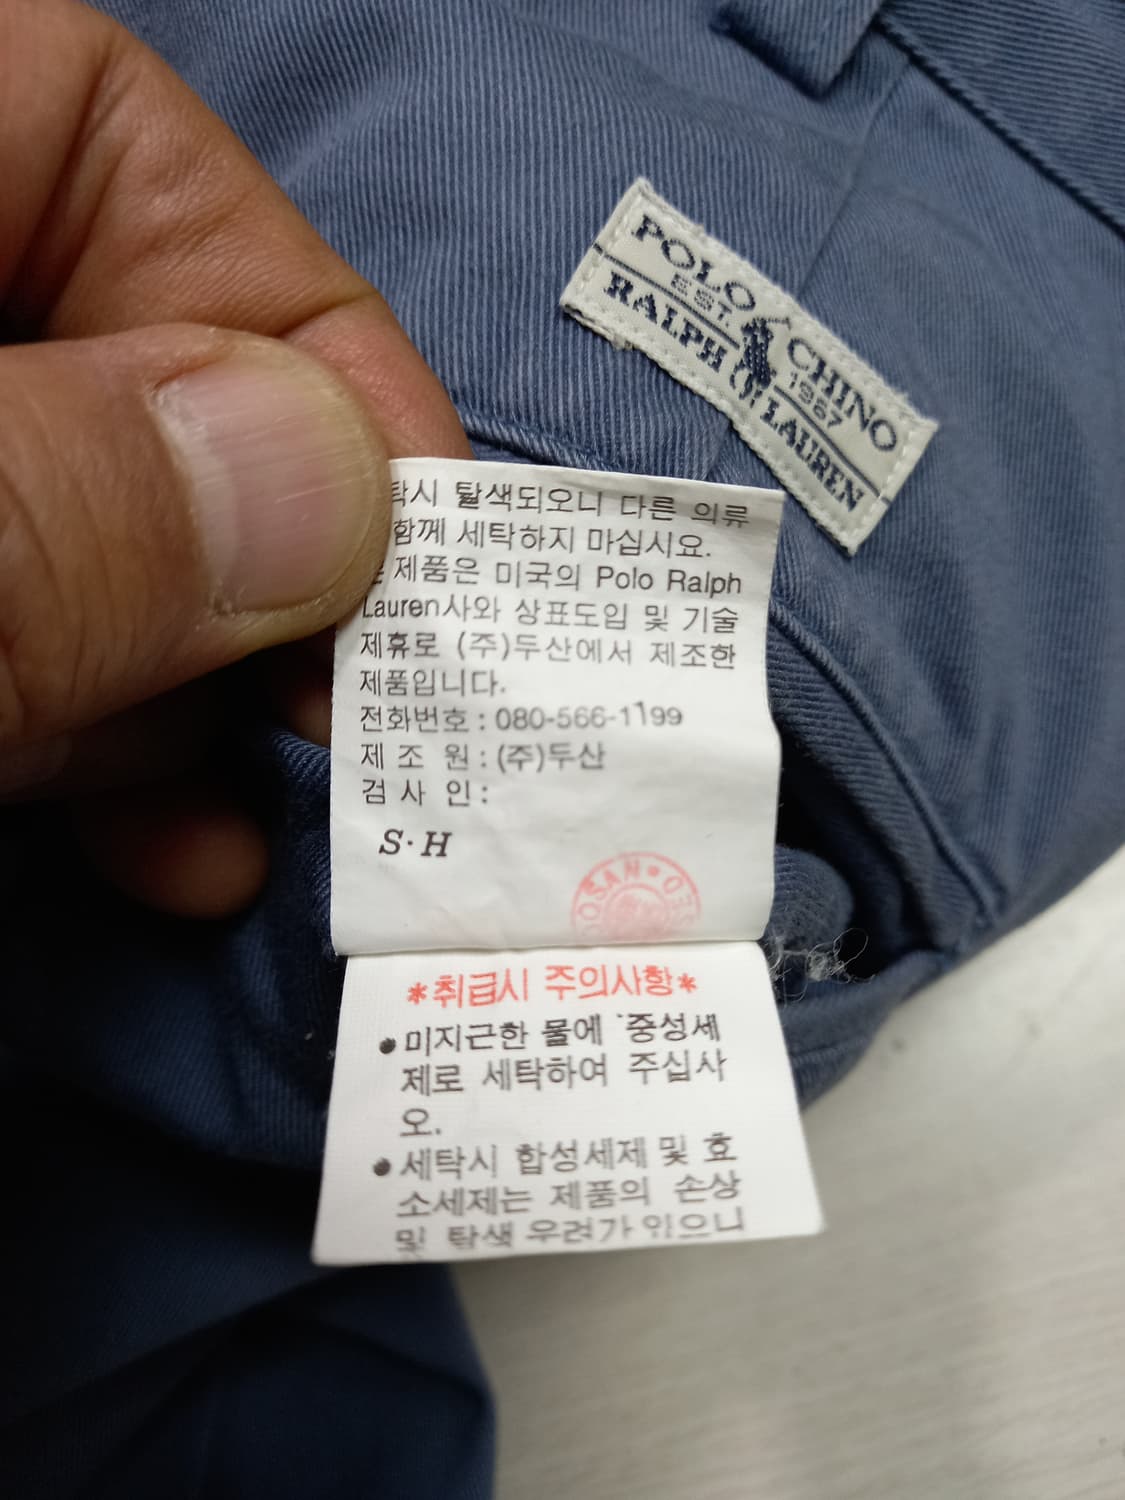 POLO CHINO
EST. 1967
RALPH LAUREN
탁시 탈색되오니 다른 의류
함께 세탁하지 마십시요.
제품은 미국의 Polo Ralph
Lauren사와 상표도입 및 기술
제휴로 (주)두산에서 제조한
제품입니다.
전화번호 : 080-566-1199
제 조 원 : (주)두산
검 사 인 :
S·H
DOOSAN
*취급시 주의사항*
● 미지근한 물에 중성세
제로 세탁하여 주십사
오.
● 세탁시 합성세제 및 효
소세제는 제품의 손상
및 탈색 우려가 있으니